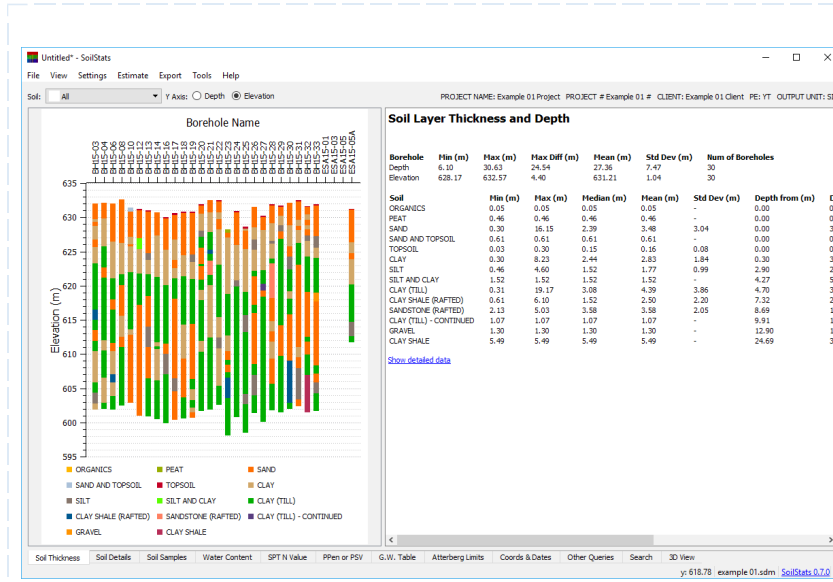 Untitled* - SoilStats
File View Settings Estimate Export Tools Help
Soil: All Y Axis: Depth Elevation PROJECT NAME: Example 01 Project PROJECT # Example 01 # CLIENT: Example 01 Client PE: YT OUTPUT UNIT: SI
Borehole Name
BH15-03 BH15-04 BH15-06 BH15-08 BH15-10 BH15-12 BH15-13 BH15-14 BH15-16 BH15-17 BH15-18 BH15-19 BH15-20 BH15-21 BH15-22 BH15-23 BH15-24 BH15-25 BH15-26 BH15-27 BH15-28 BH15-29 BH15-30 BH15-31 BH15-32 BH15-33 ESA15-01 ESA15-03 ESA15-05 ESA15-05A
Elevation (m)
635
630
625
620
615
610
605
600
595
ORGANICS PEAT SAND
SAND AND TOPSOIL TOPSOIL CLAY
SILT SILT AND CLAY CLAY (TILL)
CLAY SHALE (RAFTED) SANDSTONE (RAFTED) CLAY (TILL) - CONTINUED
GRAVEL CLAY SHALE
Soil Layer Thickness and Depth
Borehole Min (m) Max (m) Max Diff (m) Mean (m) Std Dev (m) Num of Boreholes
Depth 6.10 30.63 24.54 27.36 7.47 30
Elevation 628.17 632.57 4.40 631.21 1.04 30
Soil Min (m) Max (m) Median (m) Mean (m) Std Dev (m) Depth from (m) D
ORGANICS 0.05 0.05 0.05 0.05 - 0.00 0
PEAT 0.46 0.46 0.46 0.46 - 0.00 0
SAND 0.30 16.15 2.39 3.48 3.04 0.00 3
SAND AND TOPSOIL 0.61 0.61 0.61 0.61 - 0.00 0
TOPSOIL 0.03 0.30 0.15 0.16 0.08 0.00 0
CLAY 0.30 8.23 2.44 2.83 1.84 0.30 3
SILT 0.46 4.60 1.52 1.77 0.99 2.90 2
SILT AND CLAY 1.52 1.52 1.52 1.52 - 4.27 5
CLAY (TILL) 0.31 19.17 3.08 4.39 3.86 4.70 3
CLAY SHALE (RAFTED) 0.61 6.10 1.52 2.50 2.20 7.32 2
SANDSTONE (RAFTED) 2.13 5.03 3.58 3.58 2.05 8.69 1
CLAY (TILL) - CONTINUED 1.07 1.07 1.07 1.07 - 9.91 1
GRAVEL 1.30 1.30 1.30 1.30 - 12.90 1
CLAY SHALE 5.49 5.49 5.49 5.49 - 24.69 3
Show detailed data
Soil Thickness Soil Details Soil Samples Water Content SPT N Value PPen or PSV G.W. Table Atterberg Limits Coords & Dates Other Queries Search 3D View
y: 618.78 example 01.sdm SoilStats 0.7.0